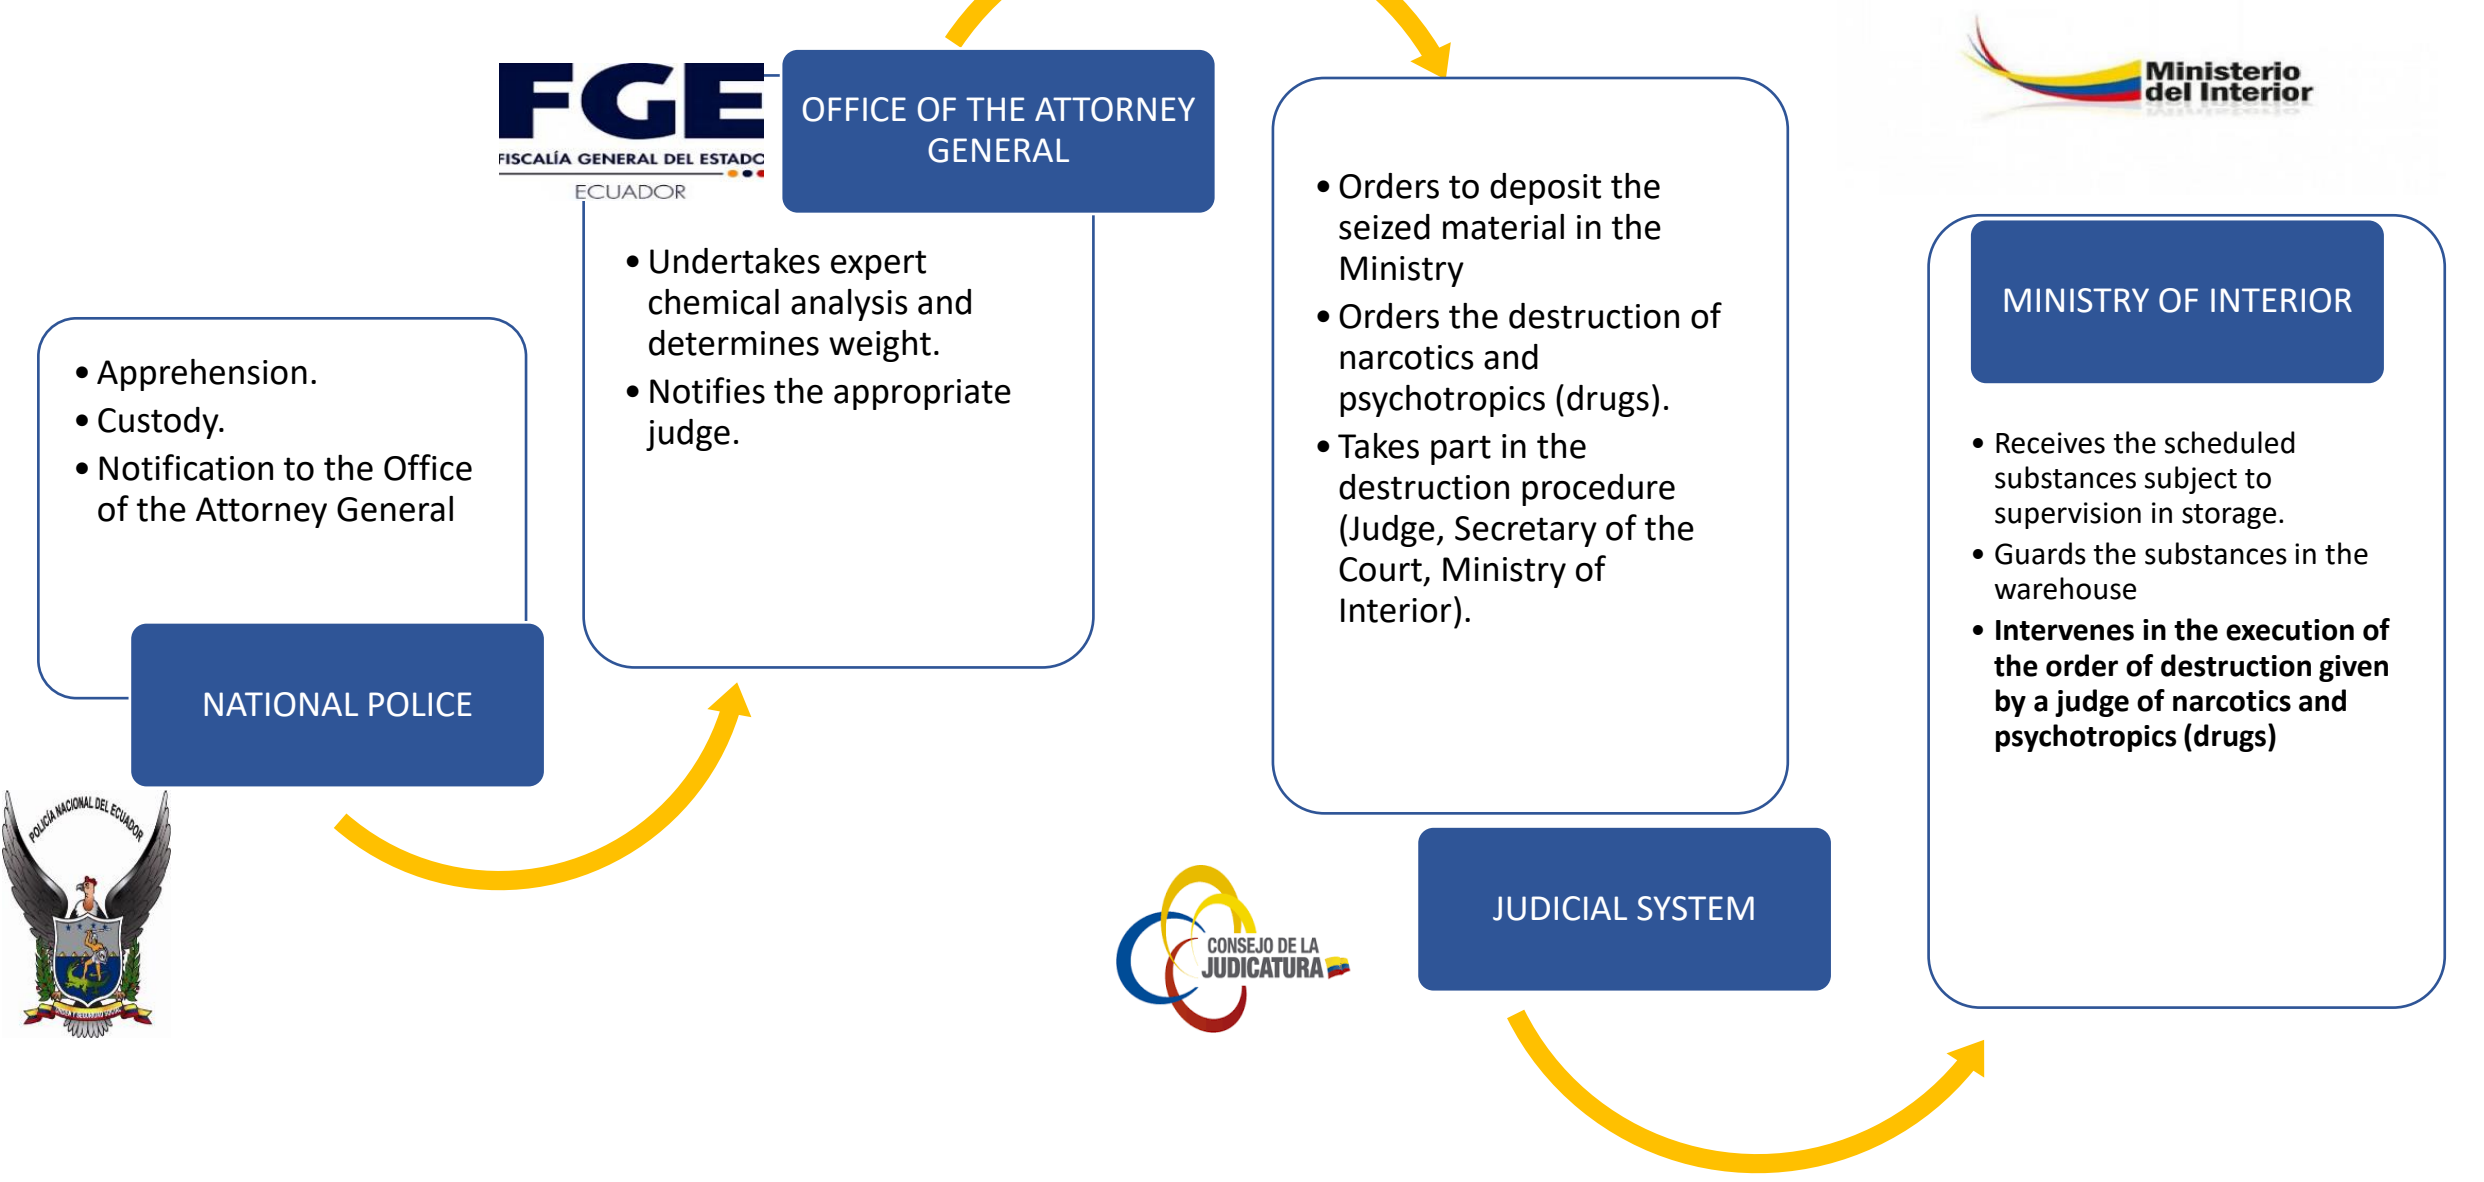 POLICÍA NACIONAL DEL ECUADOR
• Apprehension.
• Custody.
• Notification to the Office
of the Attorney General
NATIONAL POLICE
FGE
FISCALÍA GENERAL DEL ESTADO
ECUADOR
OFFICE OF THE ATTORNEY
GENERAL
• Undertakes expert
chemical analysis and
determines weight.
• Notifies the appropriate
judge.
• Orders to deposit the
seized material in the
Ministry
• Orders the destruction of
narcotics and
psychotropics (drugs).
• Takes part in the
destruction procedure
(Judge, Secretary of the
Court, Ministry of
Interior).
CONSEJO DE LA
JUDICATURA
JUDICIAL SYSTEM
Ministerio
del Interior
MINISTRY OF INTERIOR
• Receives the scheduled
substances subject to
supervision in storage.
• Guards the substances in the
warehouse
• Intervenes in the execution of
the order of destruction given
by a judge of narcotics and
psychotropics (drugs)